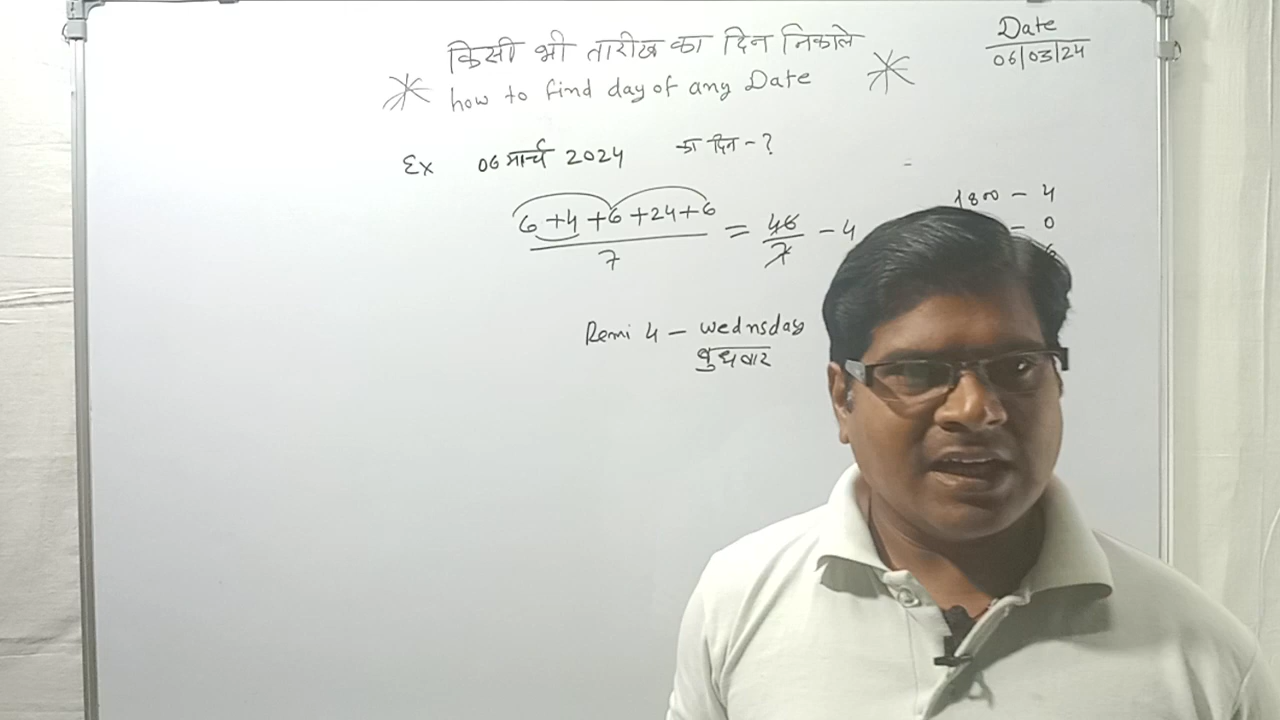 किसी भी तारीख का दिन निकाले
how to find day of any Date
Date
06/03/24
Ex 06 मार्च 2024 का दिन - ?
6 + 4 + 6 + 24 + 6 = 46 - 4
7 7
1800 - 4
- 0
6
Remi 4 - wednsday
बुधवार